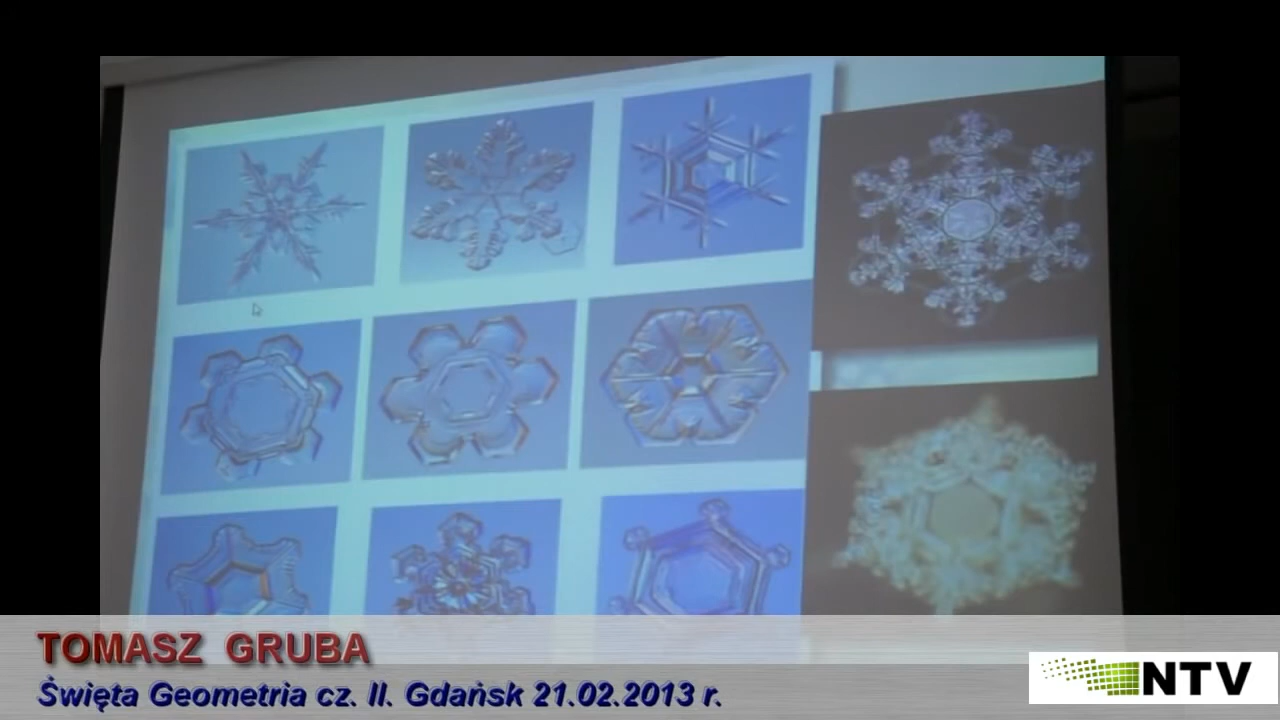 TOMASZ GRUBA
Święta Geometria cz. II. Gdańsk 21.02.2013 r.
NTV